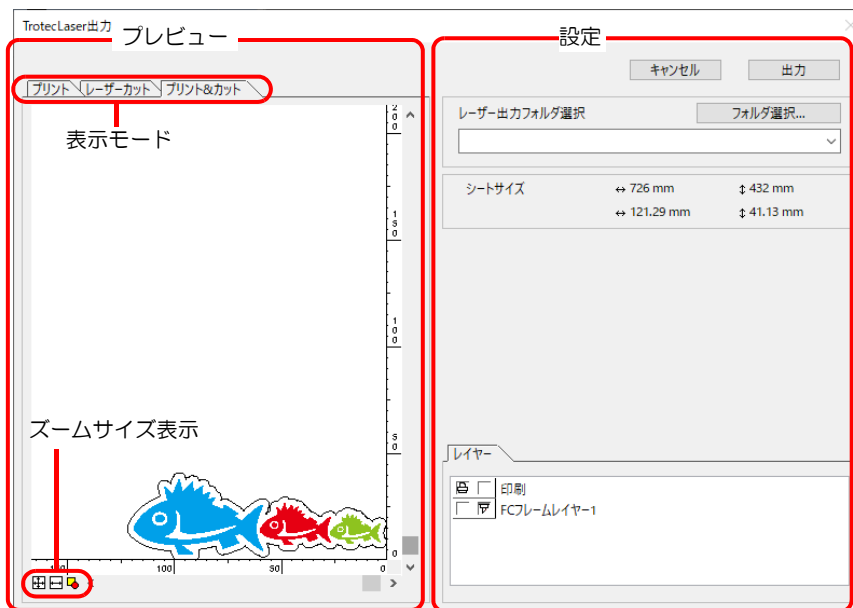 TrotecLaser出力
プレビュー
設定
キャンセル
出力
プリント
レーザーカット
プリント&カット
表示モード
レーザー出力フォルダ選択
フォルダ選択...
シートサイズ
↔ 726 mm
↕ 432 mm
↔ 121.29 mm
↕ 41.13 mm
200
150
100
50
0
ズームサイズ表示
レイヤー
印刷
FCフレームレイヤー1
150
100
50
0